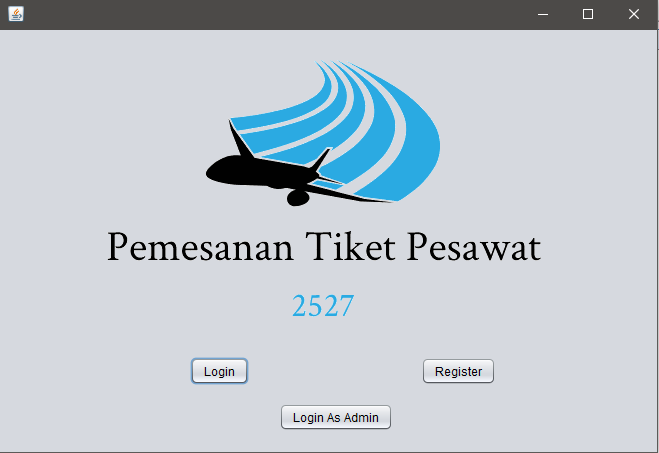 Pemesanan Tiket Pesawat
2527
Login
Register
Login As Admin